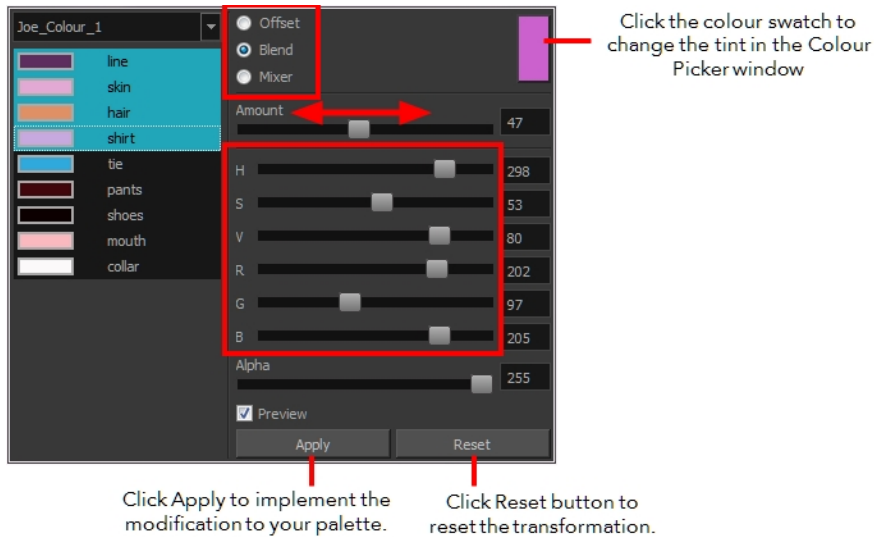 Joe_Colour_1
line
skin
hair
shirt
tie
pants
shoes
mouth
collar
Offset
Blend
Mixer
Amount
47
H
298
S
53
V
80
R
202
G
97
B
205
Alpha
255
Preview
Apply
Reset
Click the colour swatch to
change the tint in the Colour
Picker window
Click Apply to implement the
modification to your palette.
Click Reset button to
reset the transformation.